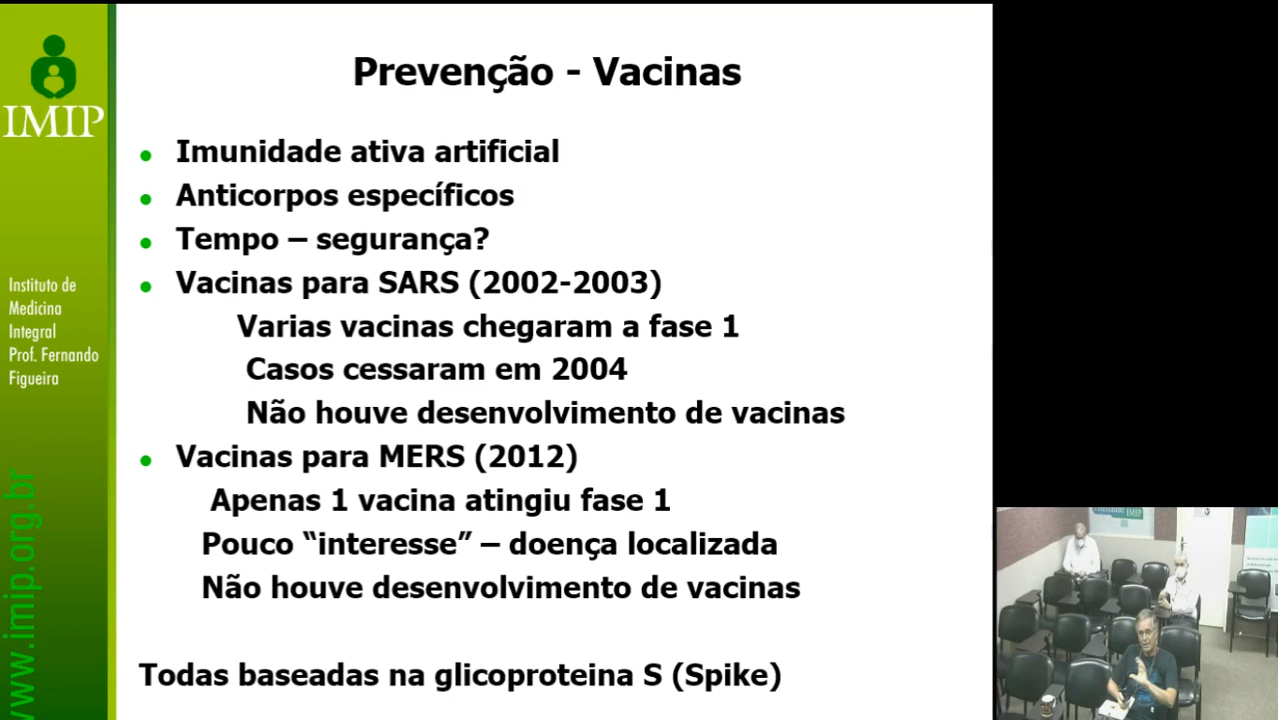 IMIP
Instituto de
Medicina
Integral
Prof. Fernando
Figueira
www.imip.org.br
Prevenção - Vacinas
Imunidade ativa artificial
Anticorpos específicos
Tempo – segurança?
Vacinas para SARS (2002-2003)
Varias vacinas chegaram a fase 1
Casos cessaram em 2004
Não houve desenvolvimento de vacinas
Vacinas para MERS (2012)
Apenas 1 vacina atingiu fase 1
Pouco “interesse” – doença localizada
Não houve desenvolvimento de vacinas
Todas baseadas na glicoproteina S (Spike)
IMIP